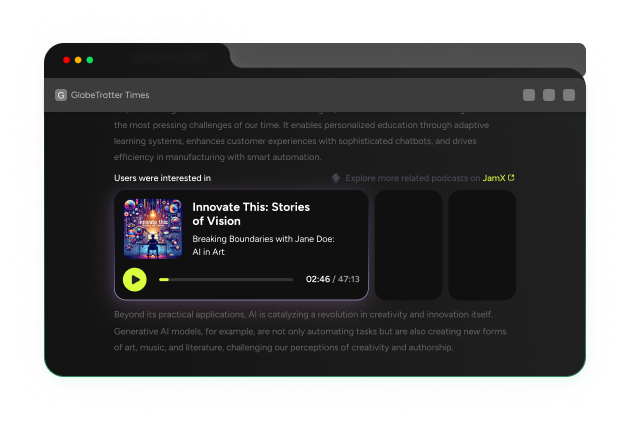 G GlobeTrotter Times
the most pressing challenges of our time. It enables personalized education through adaptive
learning systems, enhances customer experiences with sophisticated chatbots, and drives
efficiency in manufacturing with smart automation.
Users were interested in
Explore more related podcasts on JamX
innovate this:
Innovate This: Stories
of Vision
Breaking Boundaries with Jane Doe:
AI in Art
02:46 / 47:13
Beyond its practical applications, AI is catalyzing a revolution in creativity and innovation itself.
Generative AI models, for example, are not only automating tasks but are also creating new forms
of art, music, and literature, challenging our perceptions of creativity and authorship.